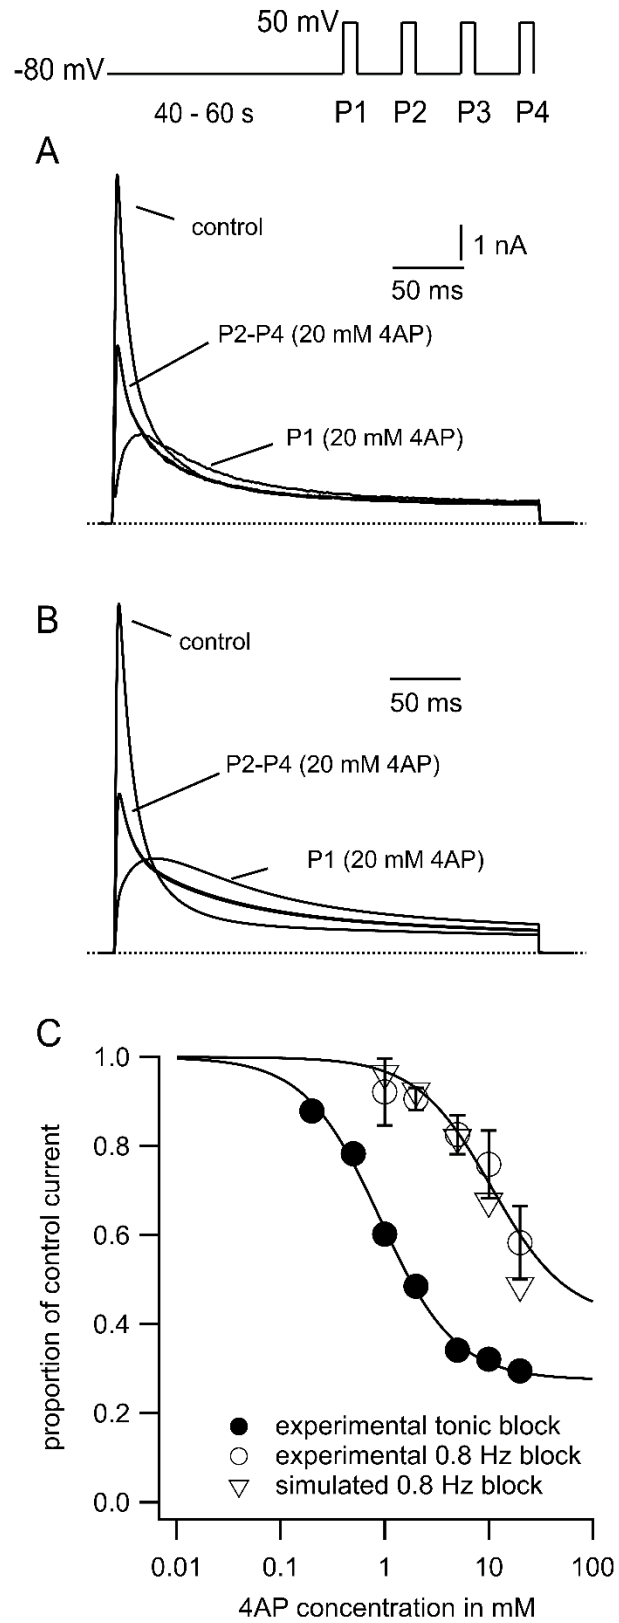 50 mV
-80 mV
40 - 60 s P1 P2 P3 P4
A
control
1 nA
50 ms
P2-P4 (20 mM 4AP)
P1 (20 mM 4AP)
B
control
50 ms
P2-P4 (20 mM 4AP)
P1 (20 mM 4AP)
C
proportion of control current
1.0
0.8
0.6
0.4
0.2
0.0
experimental tonic block
experimental 0.8 Hz block
simulated 0.8 Hz block
0.01 0.1 1 10 100
4AP concentration in mM